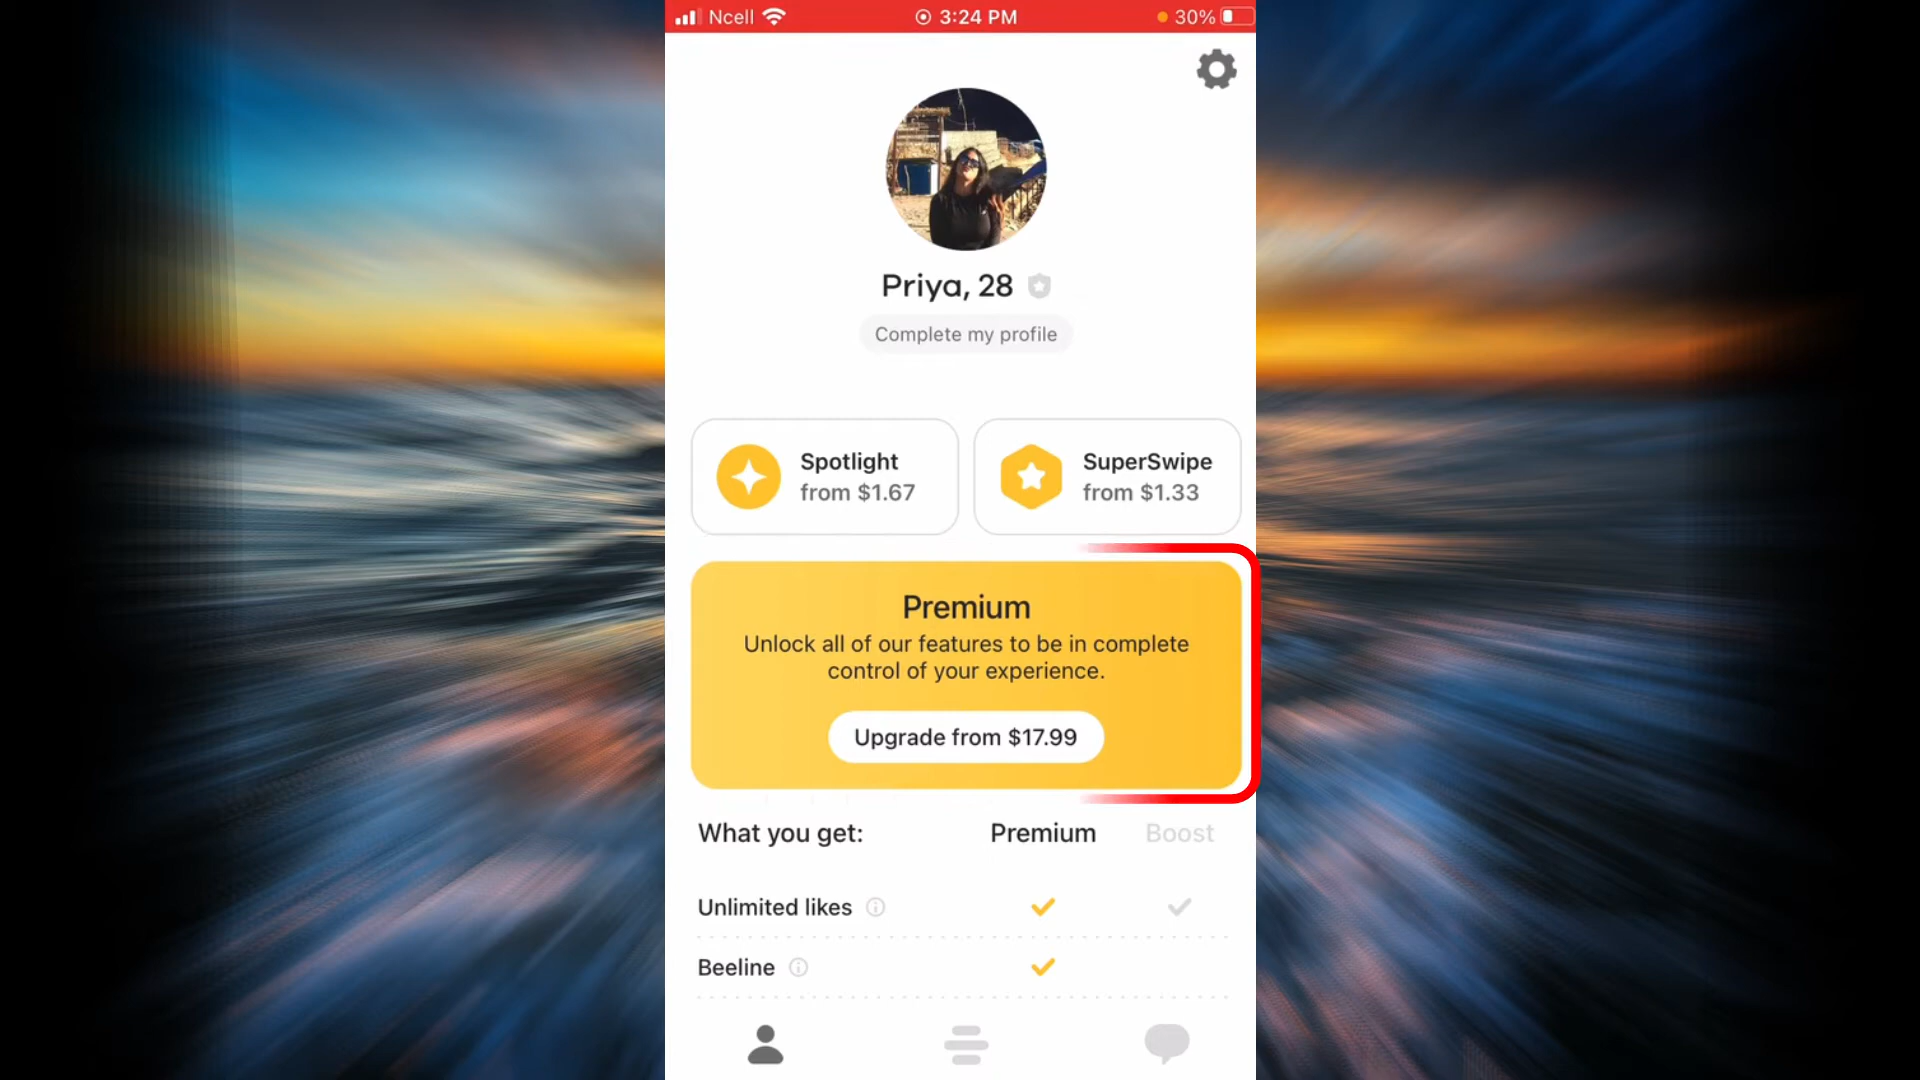 Ncell 3:24 PM 30%
Priya, 28
Complete my profile
Spotlight
from $1.67
SuperSwipe
from $1.33
Premium
Unlock all of our features to be in complete
control of your experience.
Upgrade from $17.99
What you get: Premium Boost
Unlimited likes
Beeline